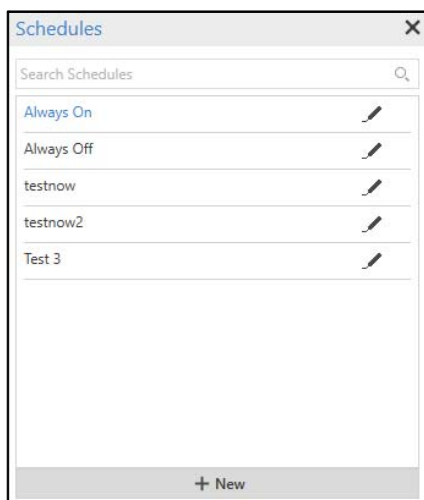 Schedules
Search Schedules
Always On
Always Off
testnow
testnow2
Test 3
+ New